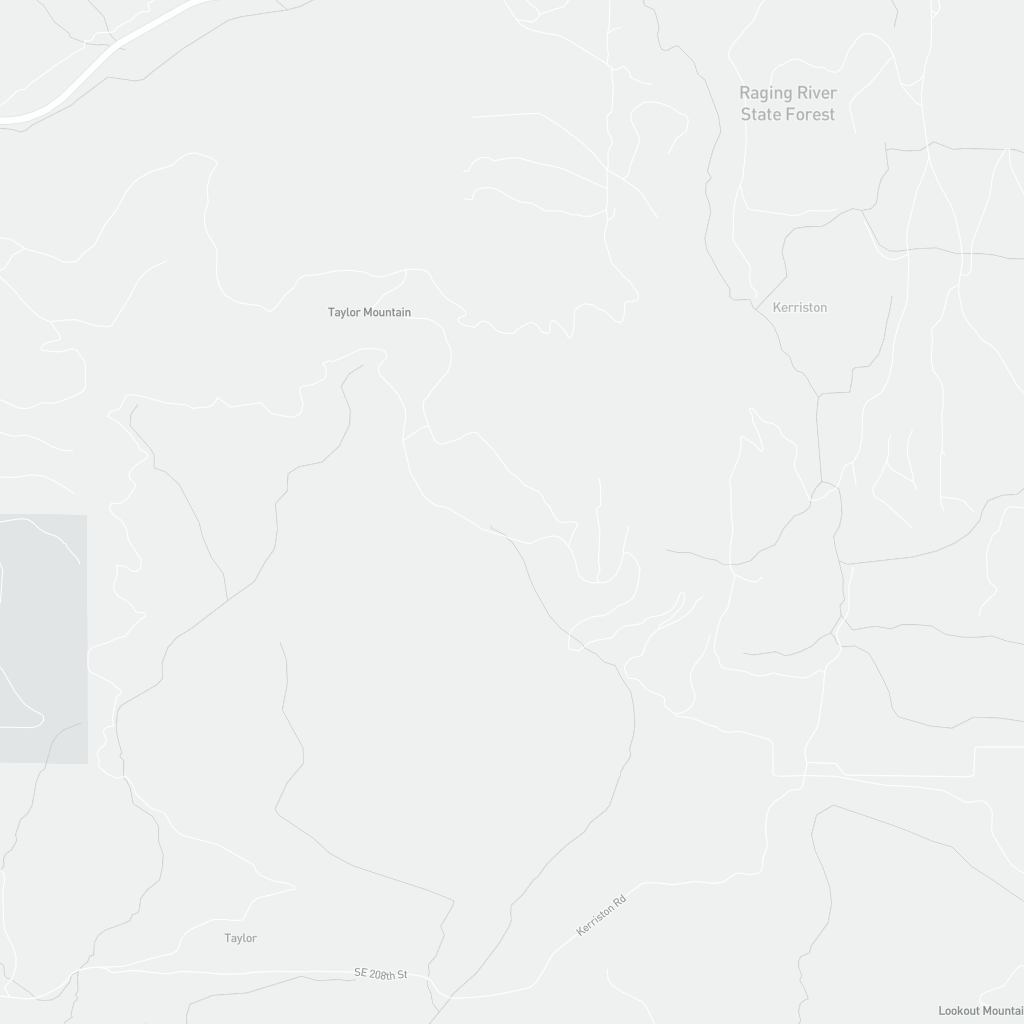 Raging River
State Forest
Kerriston
Taylor Mountain
Kerriston Rd
Taylor
SE 208th St
Lookout Mountai